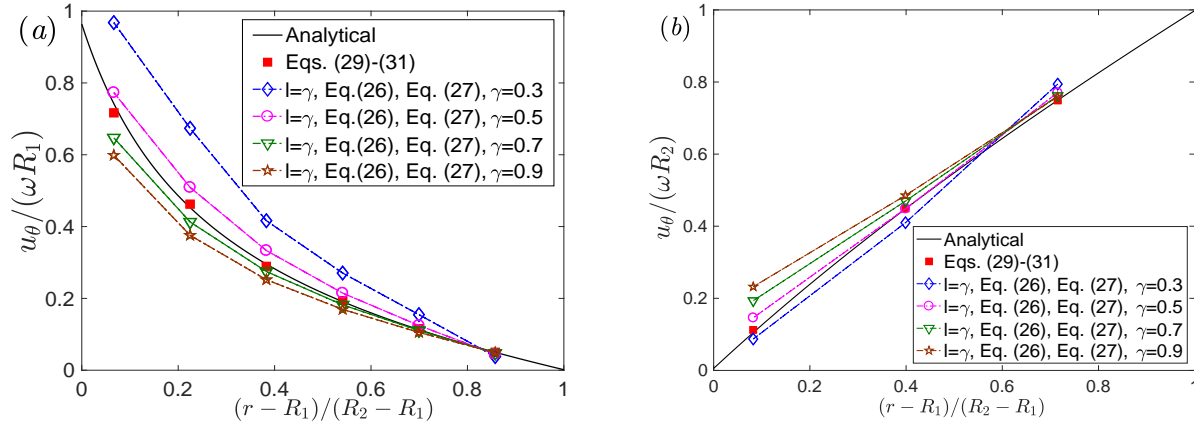 (a)
1
0.8
0.6
0.4
0.2
0
u_θ/(ωR_1)
Analytical
Eqs. (29)-(31)
l=γ, Eq.(26), Eq. (27), γ=0.3
l=γ, Eq.(26), Eq. (27), γ=0.5
l=γ, Eq.(26), Eq. (27), γ=0.7
l=γ, Eq.(26), Eq. (27), γ=0.9
0 0.2 0.4 0.6 0.8 1
(r − R_1)/(R_2 − R_1)
(b)
1
0.8
0.6
0.4
0.2
0
u_θ/(ωR_2)
Analytical
Eqs. (29)-(31)
l=γ, Eq. (26), Eq. (27), γ=0.3
l=γ, Eq. (26), Eq. (27), γ=0.5
l=γ, Eq. (26), Eq. (27), γ=0.7
l=γ, Eq. (26), Eq. (27), γ=0.9
0 0.2 0.4 0.6 0.8 1
(r − R_1)/(R_2 − R_1)